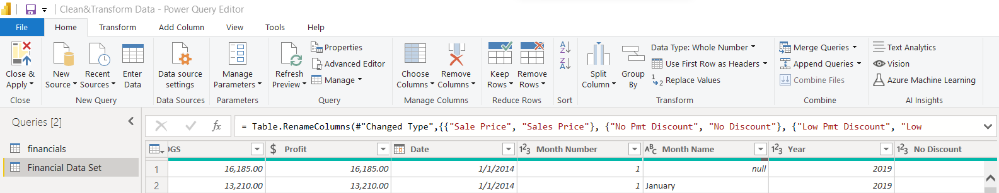 Clean&Transform Data - Power Query Editor
File Home Transform Add Column View Tools Help
Close & Apply
Close
New Source
Recent Sources
Enter Data
New Query
Data source settings
Data Sources
Manage Parameters
Parameters
Refresh Preview
Properties
Advanced Editor
Manage
Query
Choose Columns
Remove Columns
Manage Columns
Keep Rows
Remove Rows
Reduce Rows
Sort
Split Column
Group By
Data Type: Whole Number
Use First Row as Headers
Replace Values
Transform
Merge Queries
Append Queries
Combine Files
Combine
Text Analytics
Vision
Azure Machine Learning
AI Insights
Queries [2]
financials
Financial Data Set
= Table.RenameColumns(#"Changed Type",{{"Sale Price", "Sales Price"}, {"No Pmt Discount", "No Discount"}, {"Low Pmt Discount", "Low
OGS $ Profit Date 123 Month Number ABC Month Name 123 Year 123 No Discount
1 16,185.00 16,185.00 1/1/2014 1 null 2019
2 13,210.00 13,210.00 1/1/2014 1 January 2019